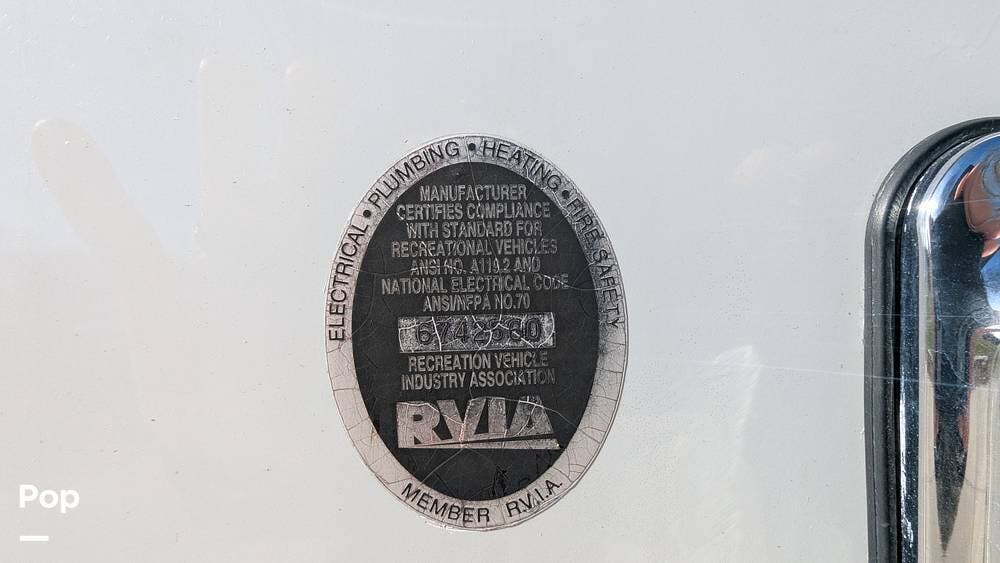 ELECTRICAL • PLUMBING • HEATING • FIRE SAFETY
MANUFACTURER
CERTIFIES COMPLIANCE
WITH STANDARD FOR
RECREATIONAL VEHICLES
ANSI NO. A119.2 AND
NATIONAL ELECTRICAL CODE
ANSI/NFPA NO.70
RECREATION VEHICLE
INDUSTRY ASSOCIATION
RVIA
MEMBER R.V.I.A.
Pop